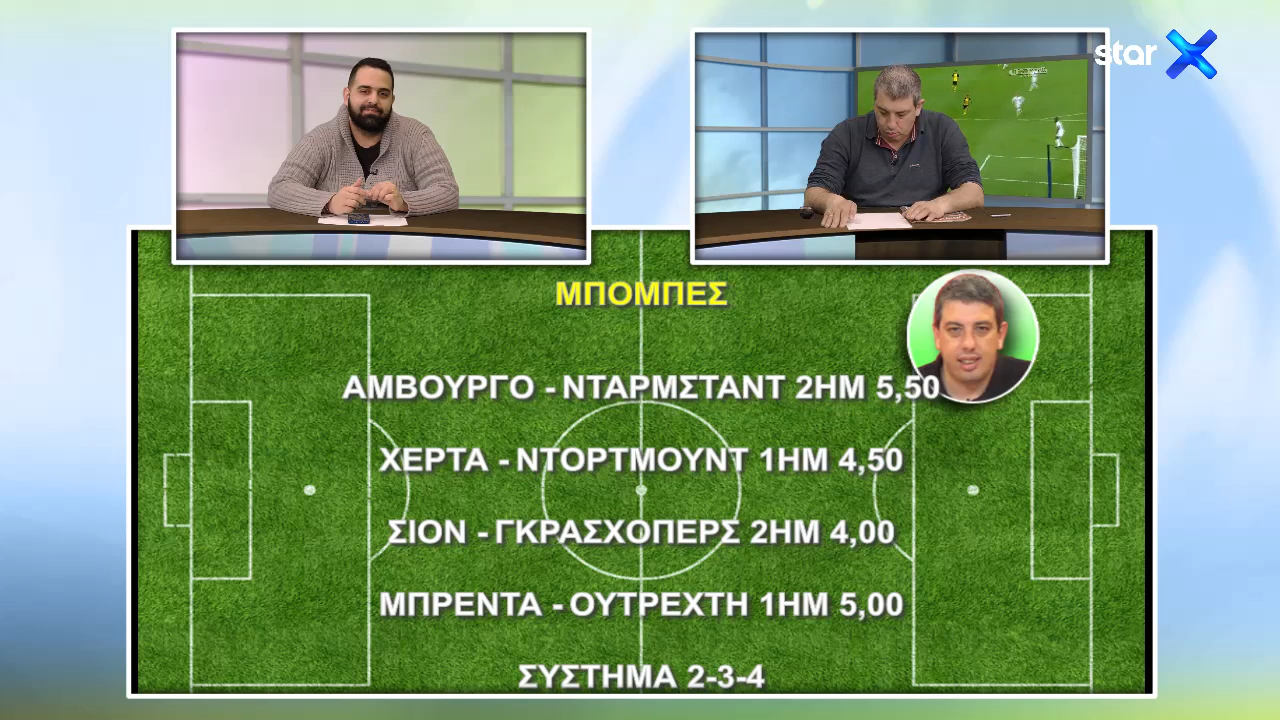 star X
ΜΠΟΜΠΕΣ
ΑΜΒΟΥΡΓΟ - ΝΤΑΡΜΣΤΑΝΤ 2ΗΜ 5,50
ΧΕΡΤΑ - ΝΤΟΡΤΜΟΥΝΤ 1ΗΜ 4,50
ΣΙΟΝ - ΓΚΡΑΣΧΟΠΕΡΣ 2ΗΜ 4,00
ΜΠΡΕΝΤΑ - ΟΥΤΡΕΧΤΗ 1ΗΜ 5,00
ΣΥΣΤΗΜΑ 2-3-4